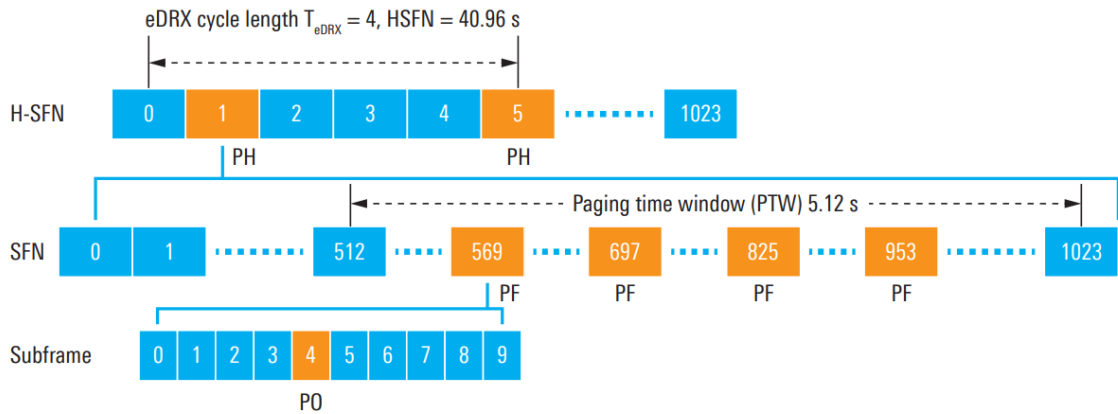 eDRX cycle length TeDRX = 4, HSFN = 40.96 s
H-SFN 0 1 2 3 4 5 1023
PH PH
Paging time window (PTW) 5.12 s
SFN 0 1 512 569 697 825 953 1023
PF PF PF PF
Subframe 0 1 2 3 4 5 6 7 8 9
PO